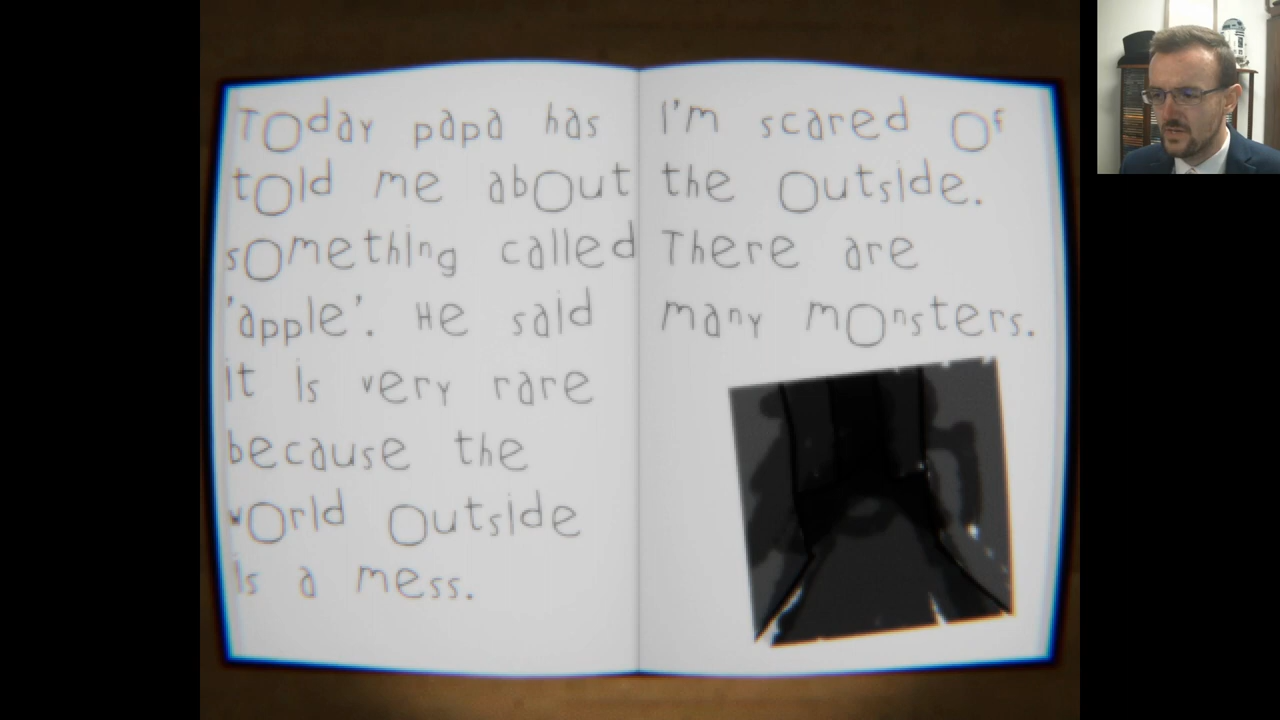 Today papa has
told me about
something called
'apple'. He said
it is very rare
because the
world outside
is a mess.
I'm scared of
the outside.
There are
many monsters.